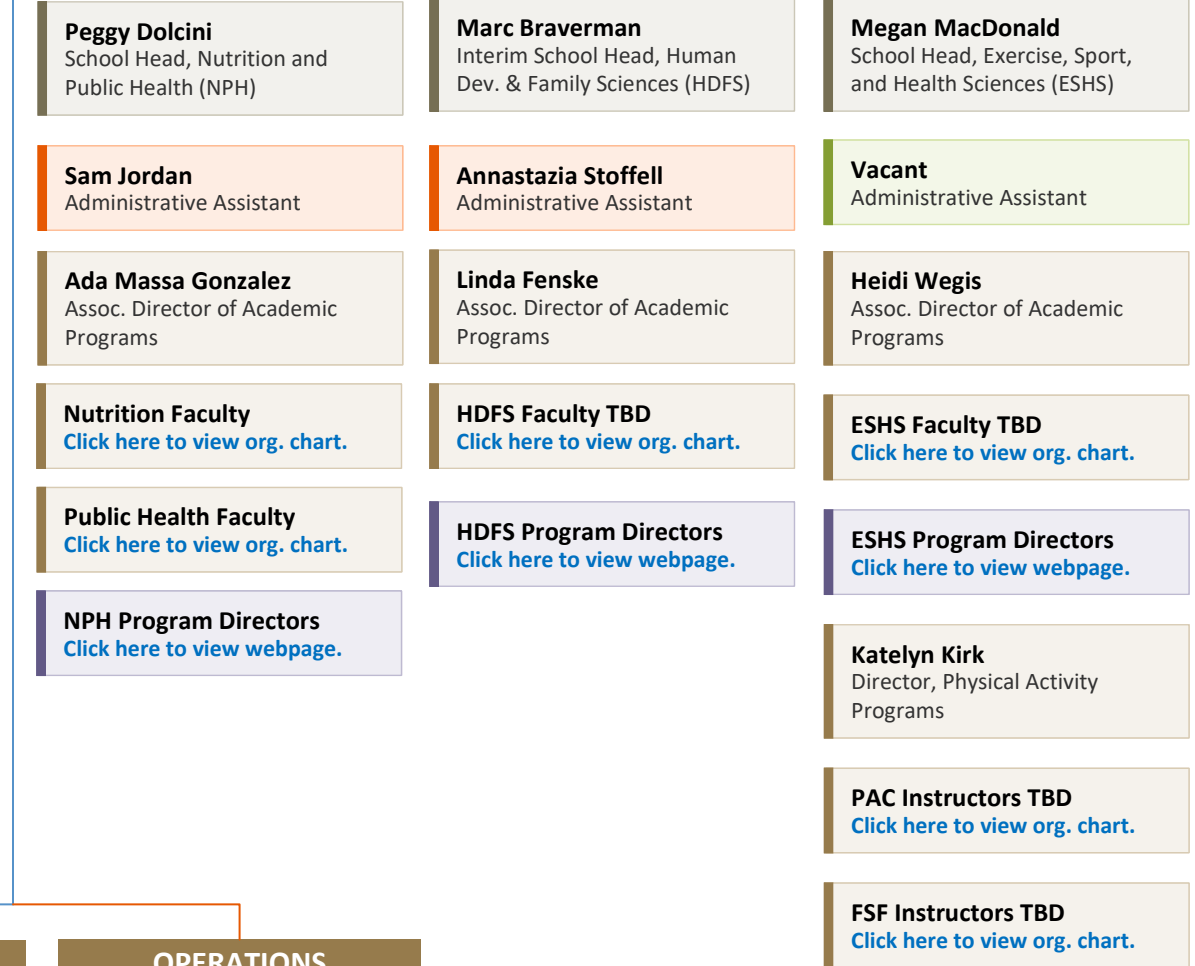 Peggy Dolcini
School Head, Nutrition and
Public Health (NPH)
Sam Jordan
Administrative Assistant
Ada Massa Gonzalez
Assoc. Director of Academic
Programs
Nutrition Faculty
Click here to view org. chart.
Public Health Faculty
Click here to view org. chart.
NPH Program Directors
Click here to view webpage.
Marc Braverman
Interim School Head, Human
Dev. & Family Sciences (HDFS)
Annastazia Stoffell
Administrative Assistant
Linda Fenske
Assoc. Director of Academic
Programs
HDFS Faculty TBD
Click here to view org. chart.
HDFS Program Directors
Click here to view webpage.
Megan MacDonald
School Head, Exercise, Sport,
and Health Sciences (ESHS)
Vacant
Administrative Assistant
Heidi Wegis
Assoc. Director of Academic
Programs
ESHS Faculty TBD
Click here to view org. chart.
ESHS Program Directors
Click here to view webpage.
Katelyn Kirk
Director, Physical Activity
Programs
PAC Instructors TBD
Click here to view org. chart.
FSF Instructors TBD
Click here to view org. chart.
OPERATIONS